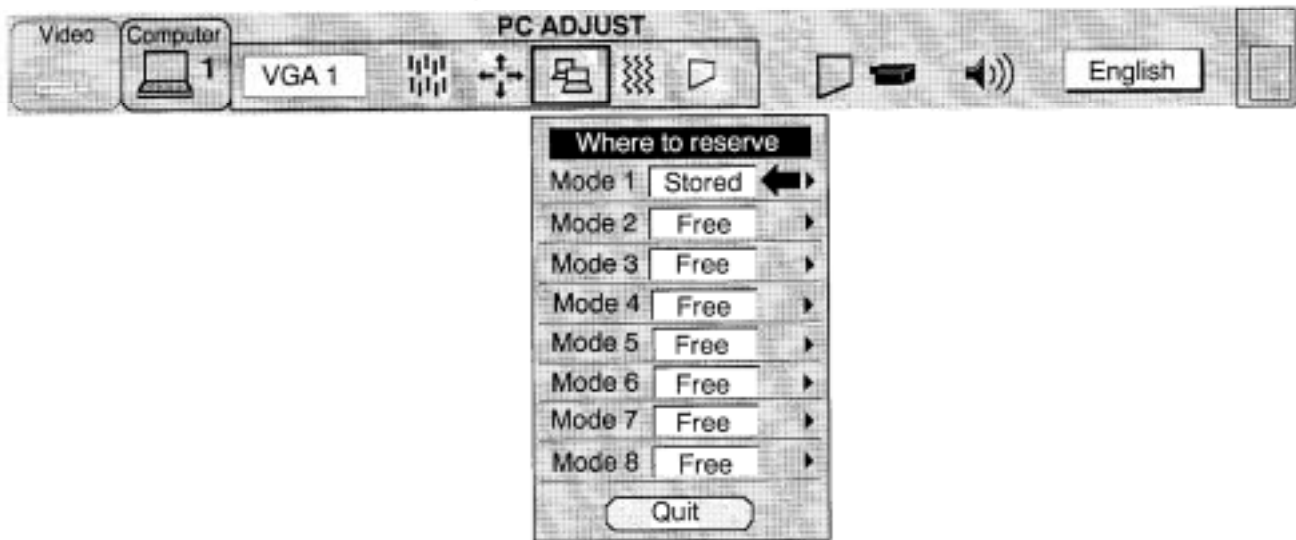 PC ADJUST
Video
Computer
1
VGA 1
English
Where to reserve
Mode 1 Stored
Mode 2 Free
Mode 3 Free
Mode 4 Free
Mode 5 Free
Mode 6 Free
Mode 7 Free
Mode 8 Free
Quit